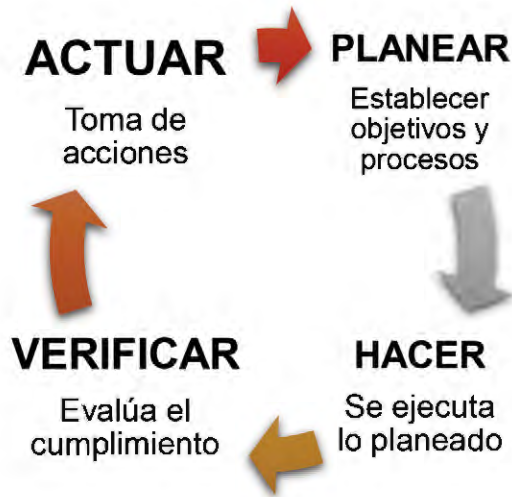 ACTUAR
Toma de
acciones
PLANEAR
Establecer
objetivos y
procesos
HACER
Se ejecuta
lo planeado
VERIFICAR
Evalúa el
cumplimiento